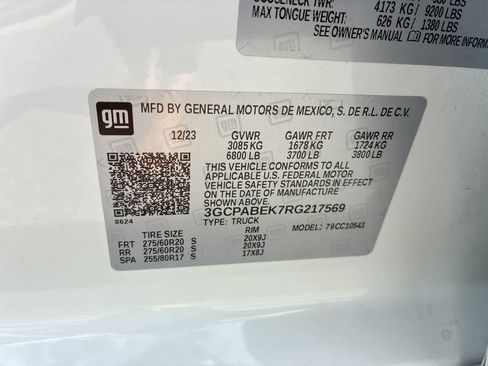 GOOSENECK TWR:
4173 KG / 9200 LBS
MAX TONGUE WEIGHT: 626 KG / 1380 LBS
SEE OWNER'S MANUAL FOR MORE INFORM
gm
MFD BY GENERAL MOTORS DE MEXICO, S. DE R.L. DE C.V.
12/23 GVWR GAWR FRT GAWR RR
3085 KG 1678 KG 1724 KG
6800 LB 3700 LB 3800 LB
THIS VEHICLE CONFORMS TO ALL
APPLICABLE U.S. FEDERAL MOTOR
VEHICLE SAFETY STANDARDS IN
EFFECT ON THE DATE OF
MANUFACTURE SHOWN ABOVE.
3GCPABEK7RG217569
8624
TYPE: TRUCK
MODEL: 79CC10543
TIRE SIZE RIM
FRT 275/60R20 S 20X9J
RR 275/60R20 S 20X9J
SPA 255/80R17 S 17X8J